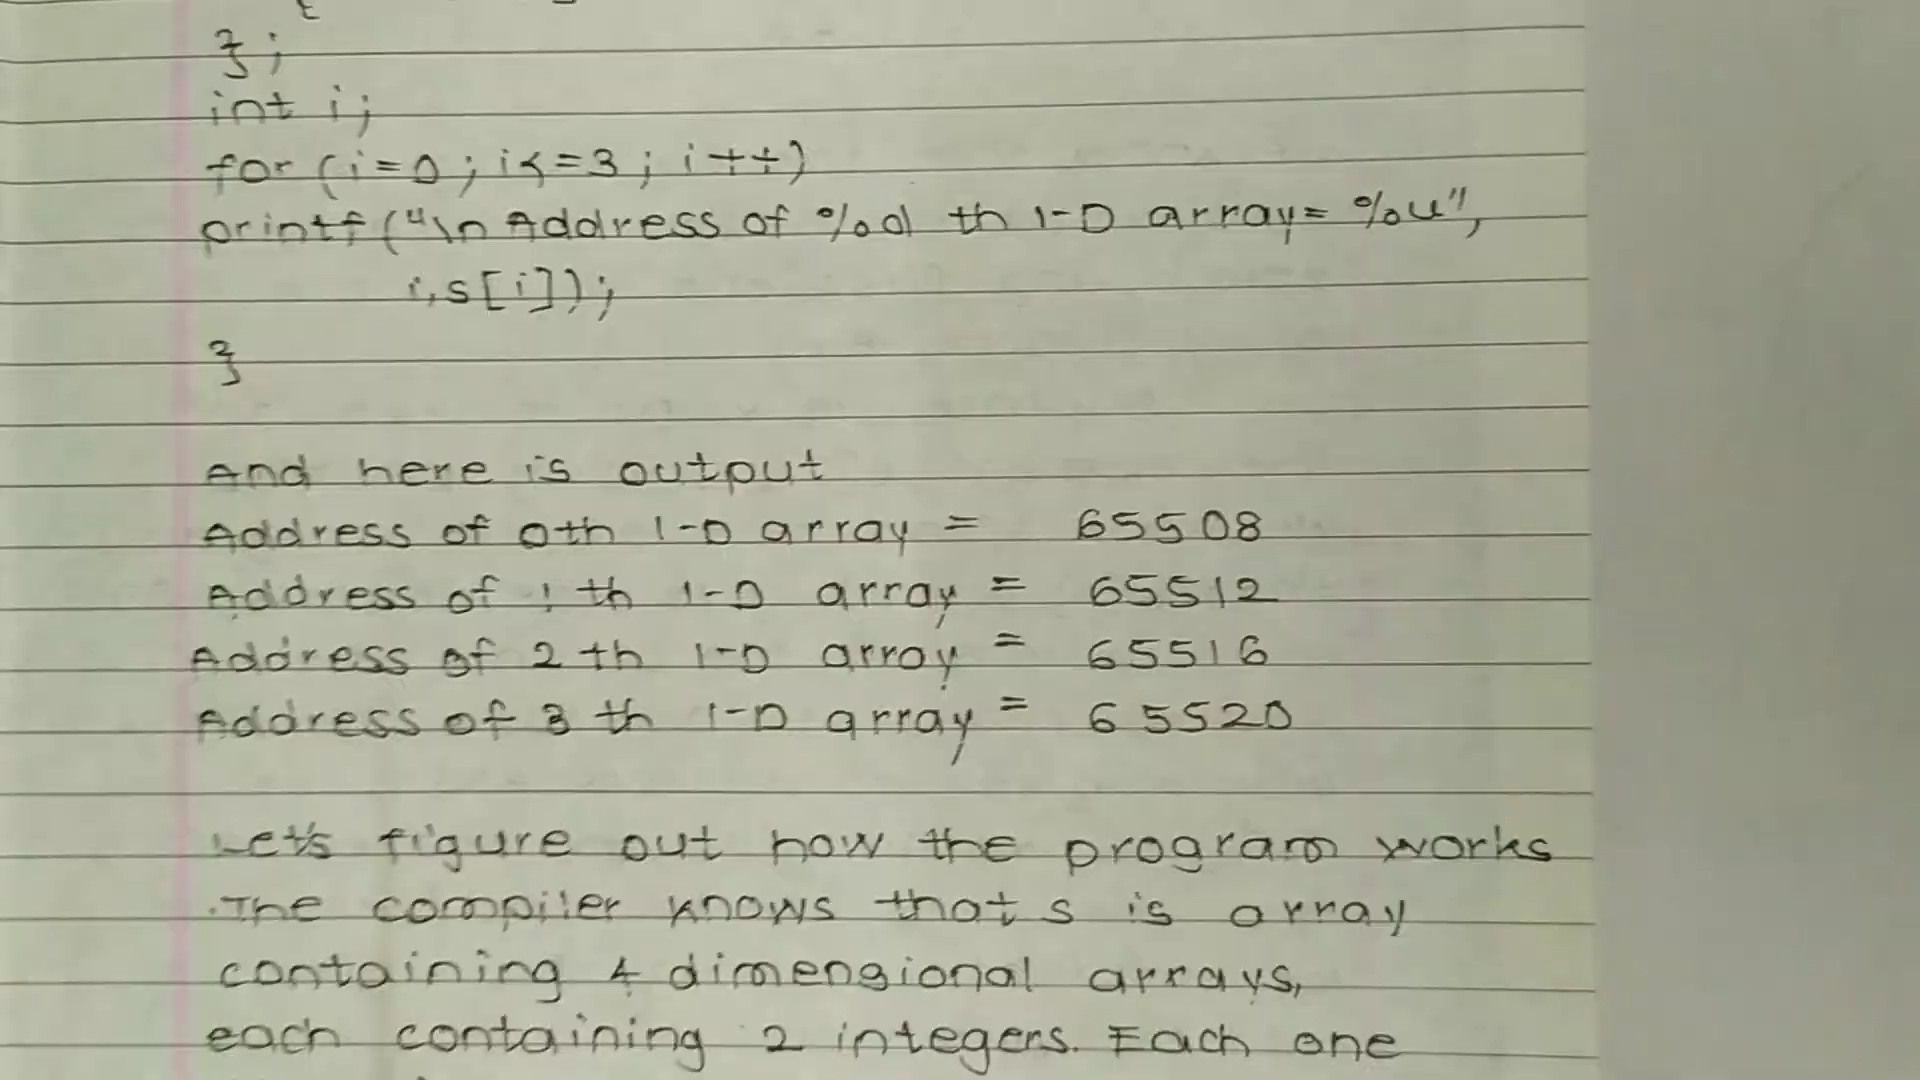 };
int i;
for (i=0; i<=3; i++)
printf("\n Address of %d th 1-D array= %u",
i,s[i]);
}
And here is output
Address of 0th 1-D array = 65508
Address of 1 th 1-D array = 65512
Address of 2 th 1-D array = 65516
Address of 3 th 1-D array = 65520
Let's figure out how the program works
.The compiler knows that s is array
containing 4 dimengional arrays,
each containing 2 integers. Each one